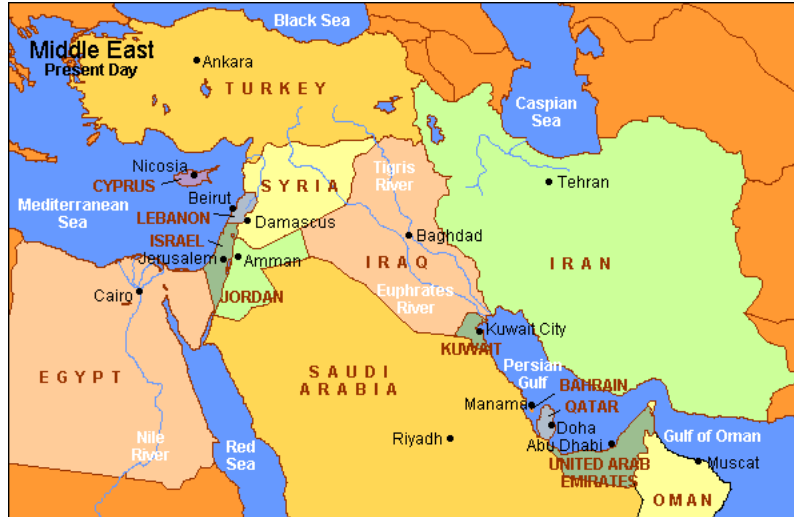 Black Sea
Middle East
Present Day
Ankara
TURKEY
Caspian
Sea
Nicosia
CYPRUS
Tigris
River
SYRIA
Tehran
Mediterranean
Sea
Beirut
LEBANON
Damascus
ISRAEL
Baghdad
Jerusalem
Amman
IRAQ
IRAN
Cairo
JORDAN
Euphrates
River
Kuwait City
KUWAIT
EGYPT
SAUDI
ARABIA
Persian
Gulf
BAHRAIN
Manama
QATAR
Doha
Nile
River
Red
Sea
Riyadh
Abu Dhabi
Gulf of Oman
UNITED ARAB
EMIRATES
Muscat
OMAN